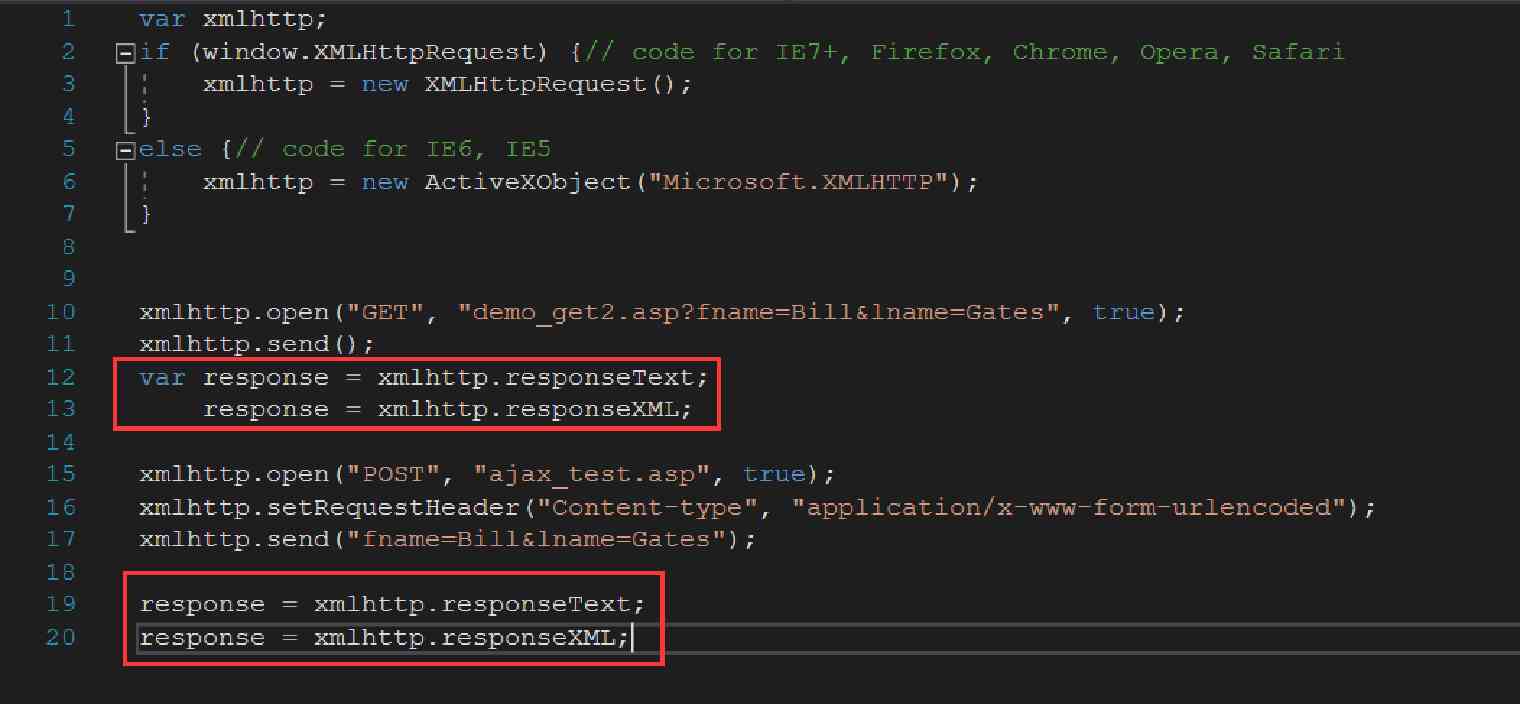 1 var xmlhttp;
2 if (window.XMLHttpRequest) {// code for IE7+, Firefox, Chrome, Opera, Safari
3 xmlhttp = new XMLHttpRequest();
4 }
5 else {// code for IE6, IE5
6 xmlhttp = new ActiveXObject("Microsoft.XMLHTTP");
7 }
8
9
10 xmlhttp.open("GET", "demo_get2.asp?fname=Bill&lname=Gates", true);
11 xmlhttp.send();
12 var response = xmlhttp.responseText;
13 response = xmlhttp.responseXML;
14
15 xmlhttp.open("POST", "ajax_test.asp", true);
16 xmlhttp.setRequestHeader("Content-type", "application/x-www-form-urlencoded");
17 xmlhttp.send("fname=Bill&lname=Gates");
18
19 response = xmlhttp.responseText;
20 response = xmlhttp.responseXML;